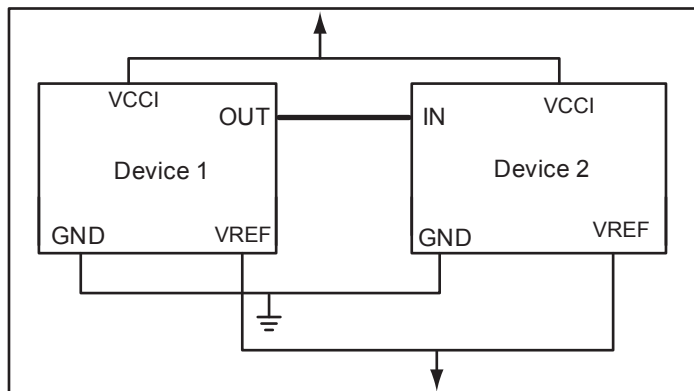 VCCI
VCCI
OUT
IN
Device 1
Device 2
GND
VREF
GND
VREF